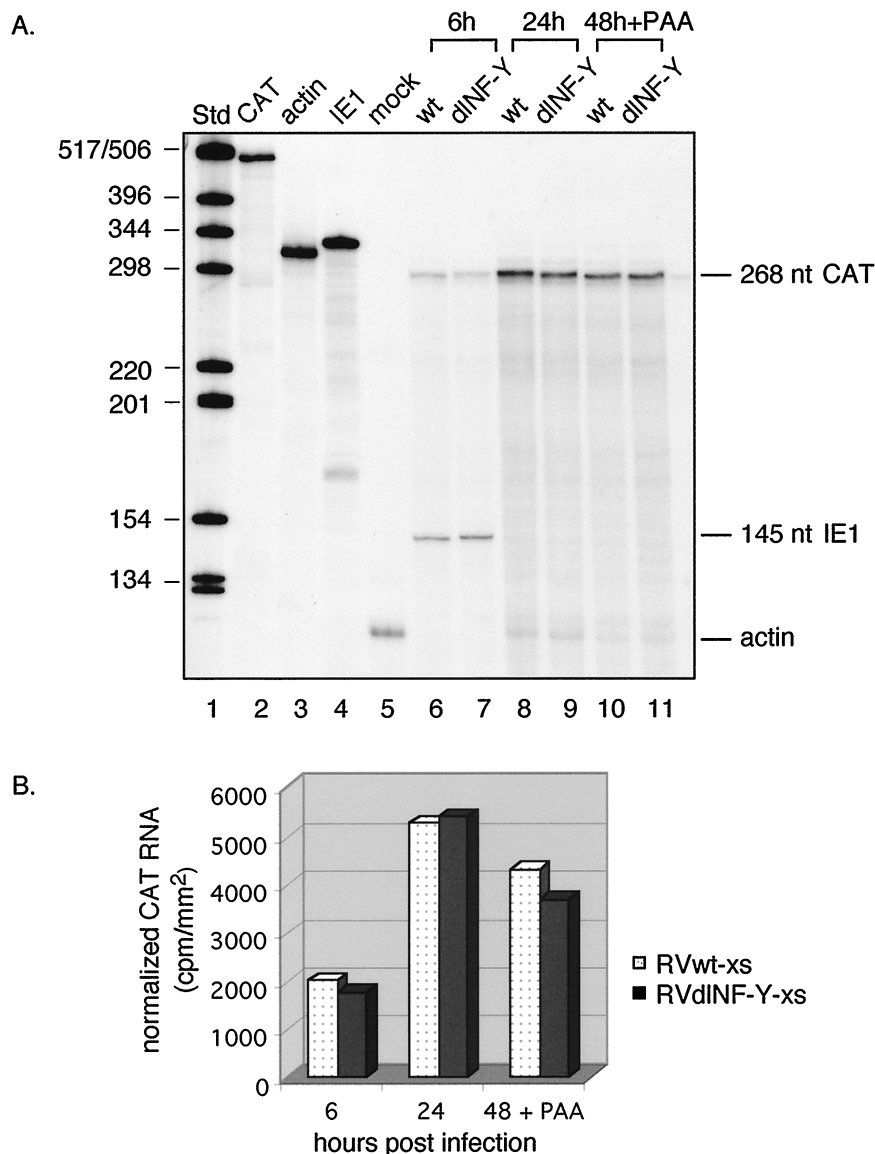 A.
6h 24h 48h+PAA
Std CAT actin IE1 mock wt dlNF-Y wt dlNF-Y wt dlNF-Y
517/506
396
344
298
268 nt CAT
220
201
154
145 nt IE1
134
actin
1 2 3 4 5 6 7 8 9 10 11
B.
normalized CAT RNA
(cpm/mm²)
6000
5000
4000
3000
2000
1000
0
RVwt-xs
RVdlNF-Y-xs
6 24 48 + PAA
hours post infection